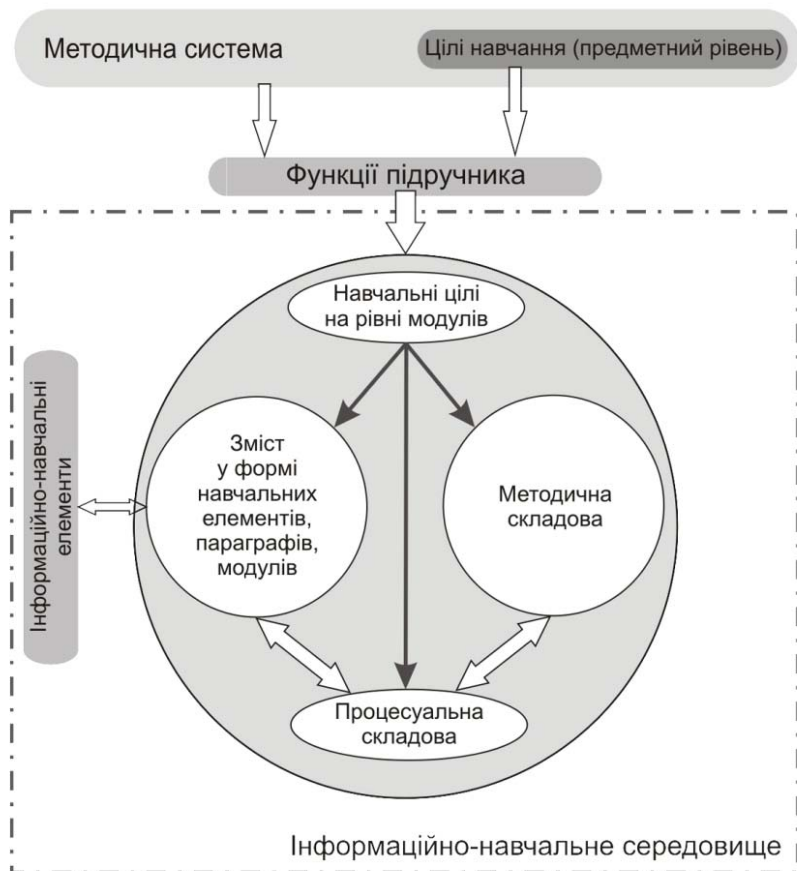 Методична система
Цілі навчання (предметний рівень)
Функції підручника
Навчальні цілі
на рівні модулів
Інформаційно-навчальні
елементи
Зміст
у формі
навчальних
елементів,
параграфів,
модулів
Методична
складова
Процесуальна
складова
Інформаційно-навчальне середовище